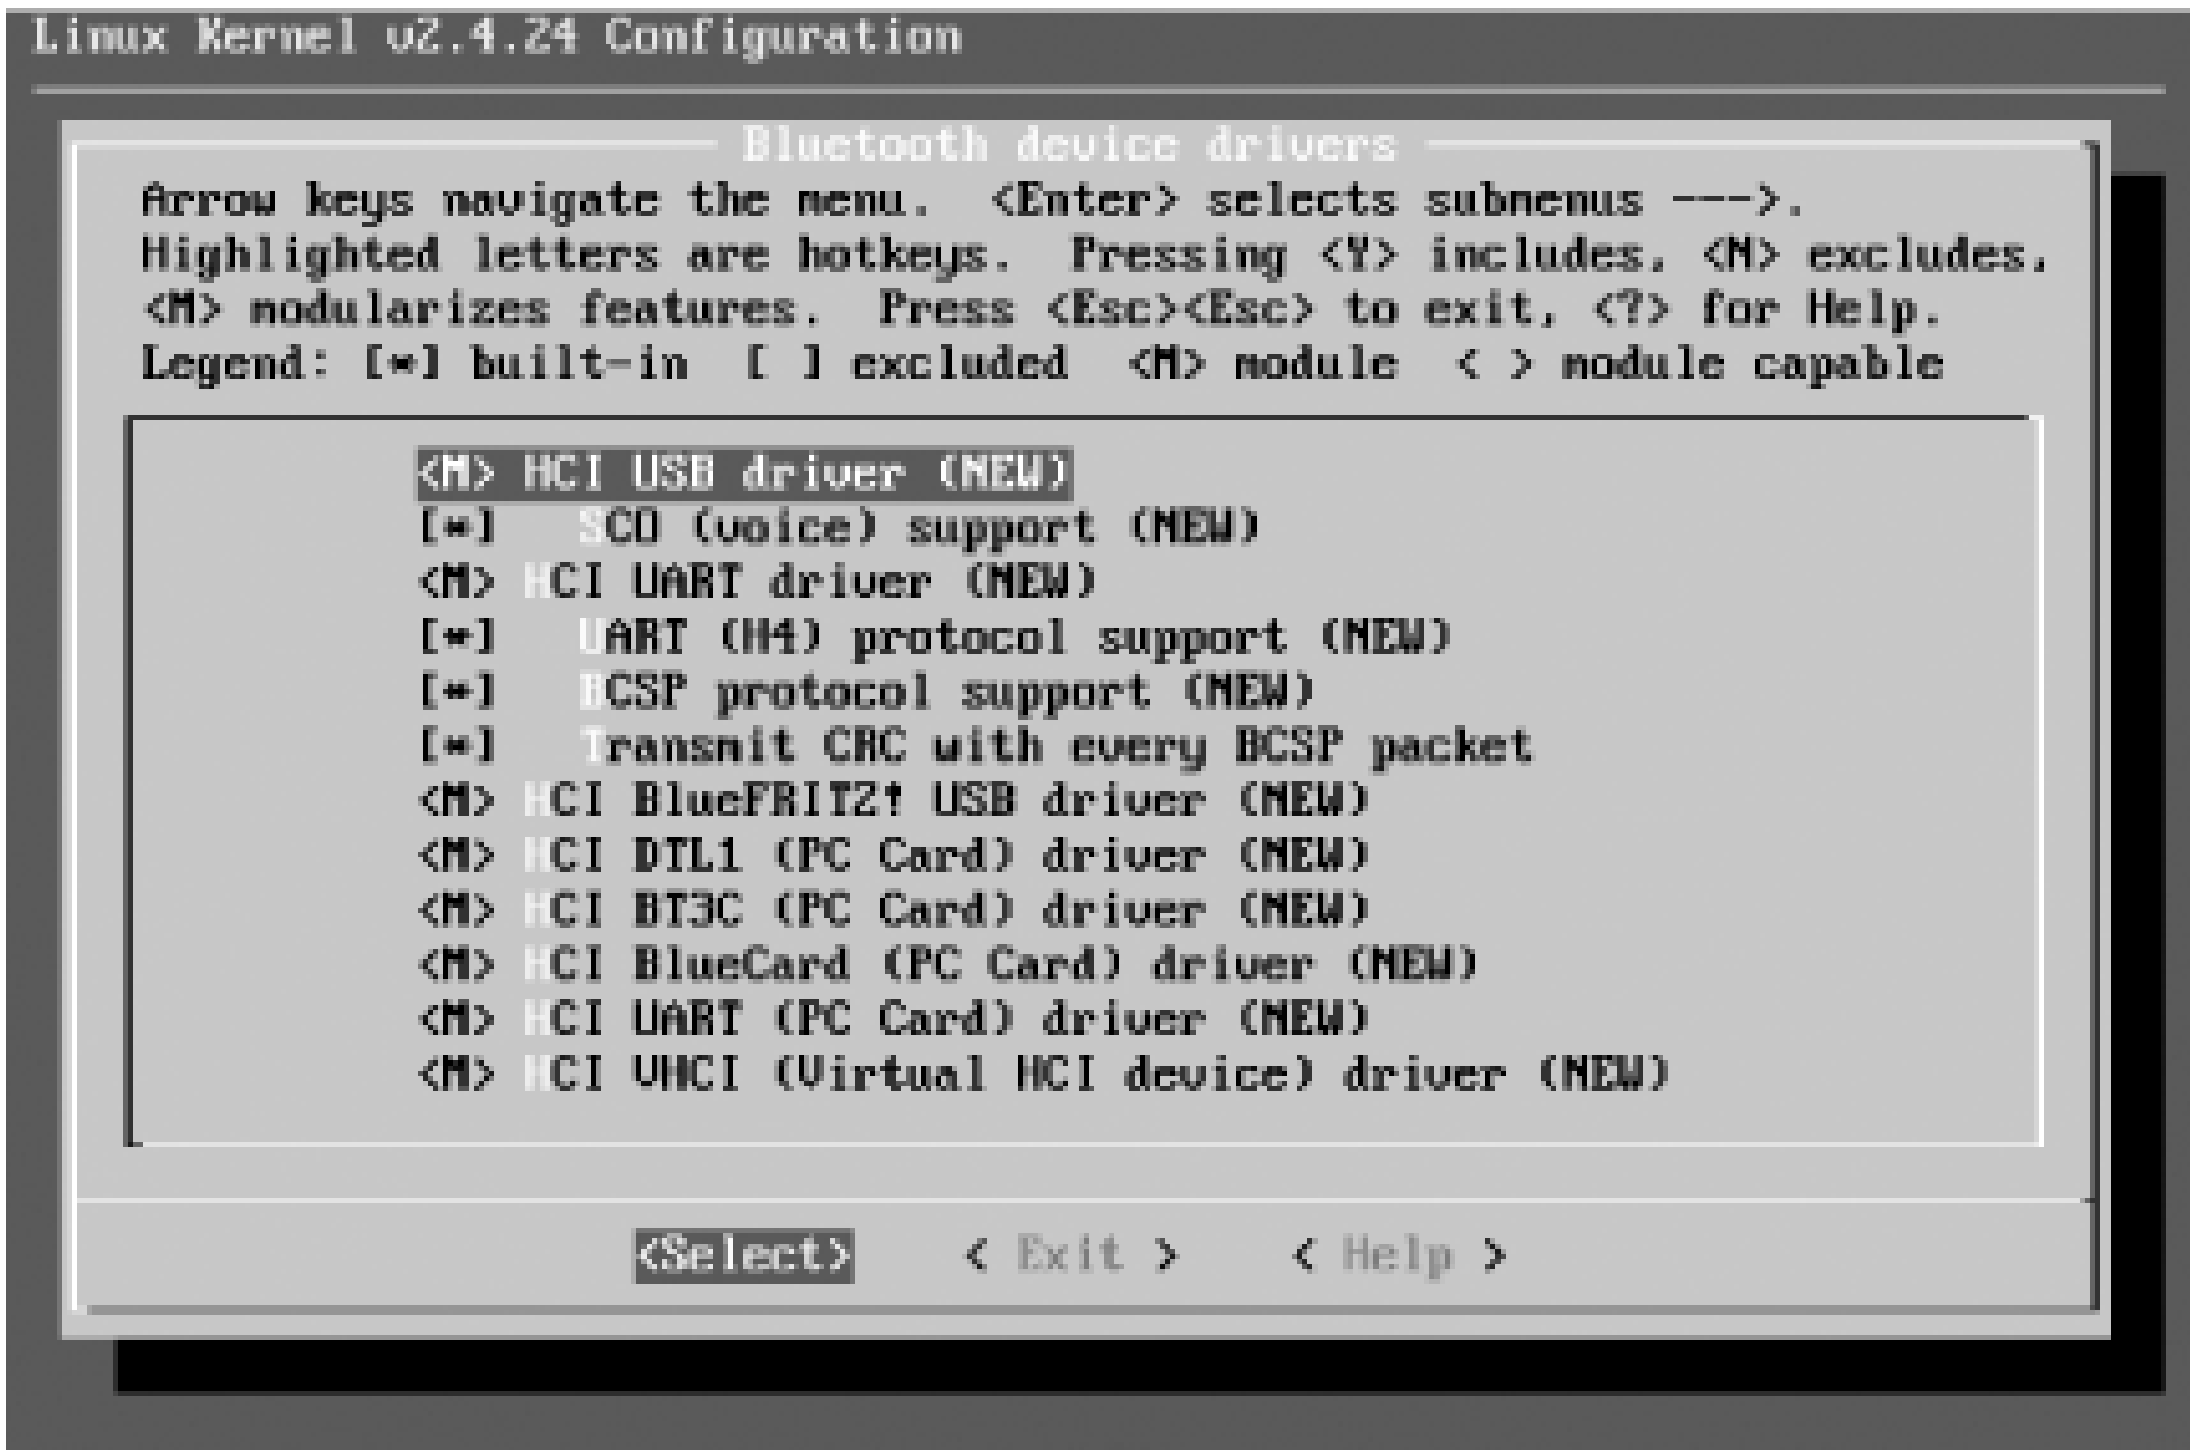 Linux Kernel v2.4.24 Configuration
Bluetooth device drivers
Arrow keys navigate the menu.  <Enter> selects submenus --->.
Highlighted letters are hotkeys.  Pressing <Y> includes, <N> excludes,
<M> modularizes features.  Press <Esc><Esc> to exit, <?> for Help.
Legend: [*] built-in  [ ] excluded  <M> module  < > module capable
<M> HCI USB driver (NEW)
[*]   SCO (voice) support (NEW)
<M> HCI UART driver (NEW)
[*]   UART (H4) protocol support (NEW)
[*]   BCSP protocol support (NEW)
[*]   Transmit CRC with every BCSP packet
<M> HCI BlueFRITZ! USB driver (NEW)
<M> HCI DTL1 (PC Card) driver (NEW)
<M> HCI BT3C (PC Card) driver (NEW)
<M> HCI BlueCard (PC Card) driver (NEW)
<M> HCI UART (PC Card) driver (NEW)
<M> HCI VHCI (Virtual HCI device) driver (NEW)
<Select>    < Exit >    < Help >